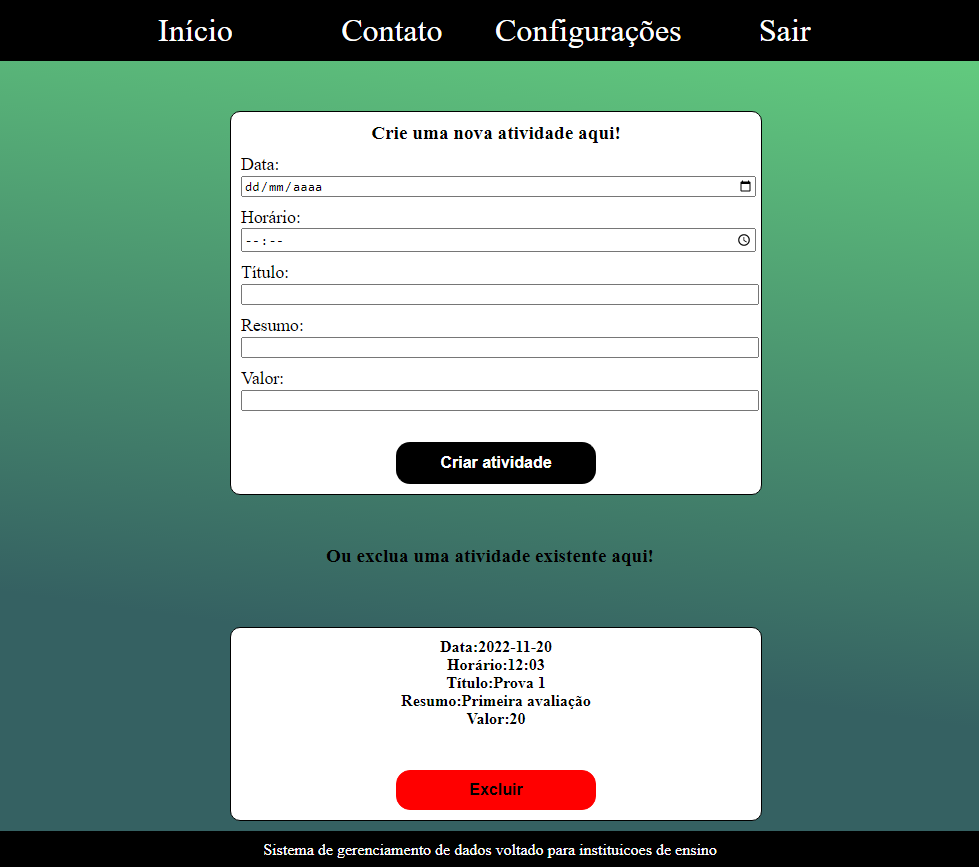 Início Contato Configurações Sair
Crie uma nova atividade aqui!
Data:
dd/mm/aaaa
Horário:
--:--
Título:
Resumo:
Valor:
Criar atividade
Ou exclua uma atividade existente aqui!
Data:2022-11-20
Horário:12:03
Título:Prova 1
Resumo:Primeira avaliação
Valor:20
Excluir
Sistema de gerenciamento de dados voltado para instituicoes de ensino